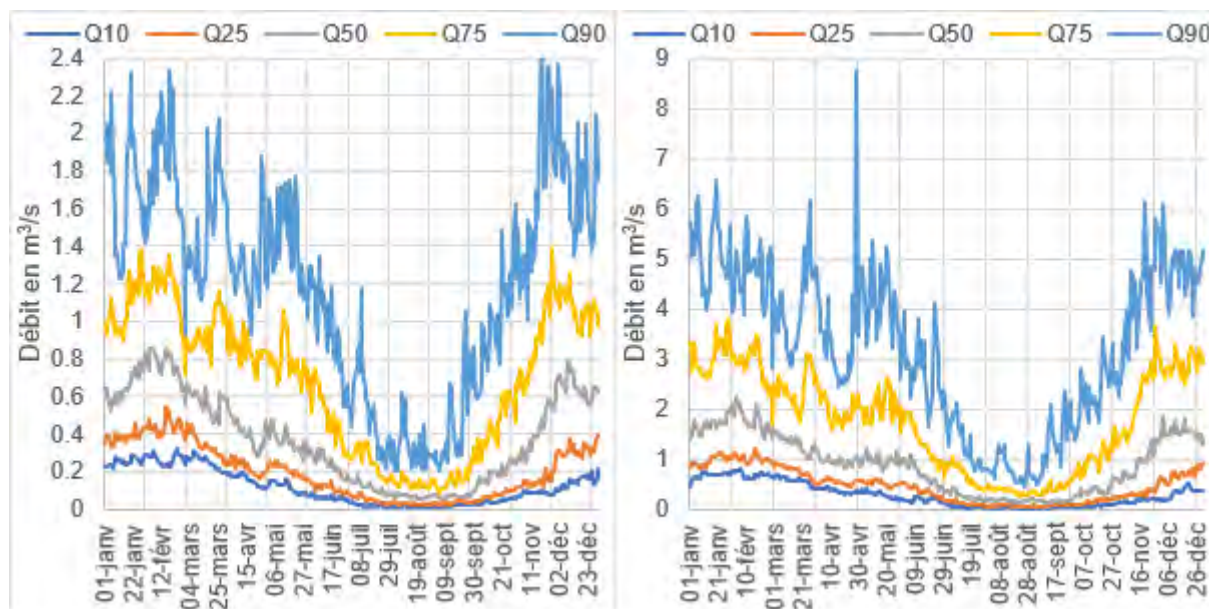 Q10 Q25 Q50 Q75 Q90
2.4
2.2
2
1.8
1.6
1.4
1.2
1
0.8
0.6
0.4
0.2
0
Débit en m³/s
01-janv
22-janv
12-févr
04-mars
25-mars
15-avr
06-mai
27-mai
17-juin
08-juil
29-juil
19-août
09-sept
30-sept
21-oct
11-nov
02-déc
23-déc
Q10 Q25 Q50 Q75 Q90
9
8
7
6
5
4
3
2
1
0
Débit en m³/s
01-janv
21-janv
10-févr
01-mars
21-mars
10-avr
30-avr
20-mai
09-juin
29-juin
19-juil
08-août
28-août
17-sept
07-oct
27-oct
16-nov
06-déc
26-déc